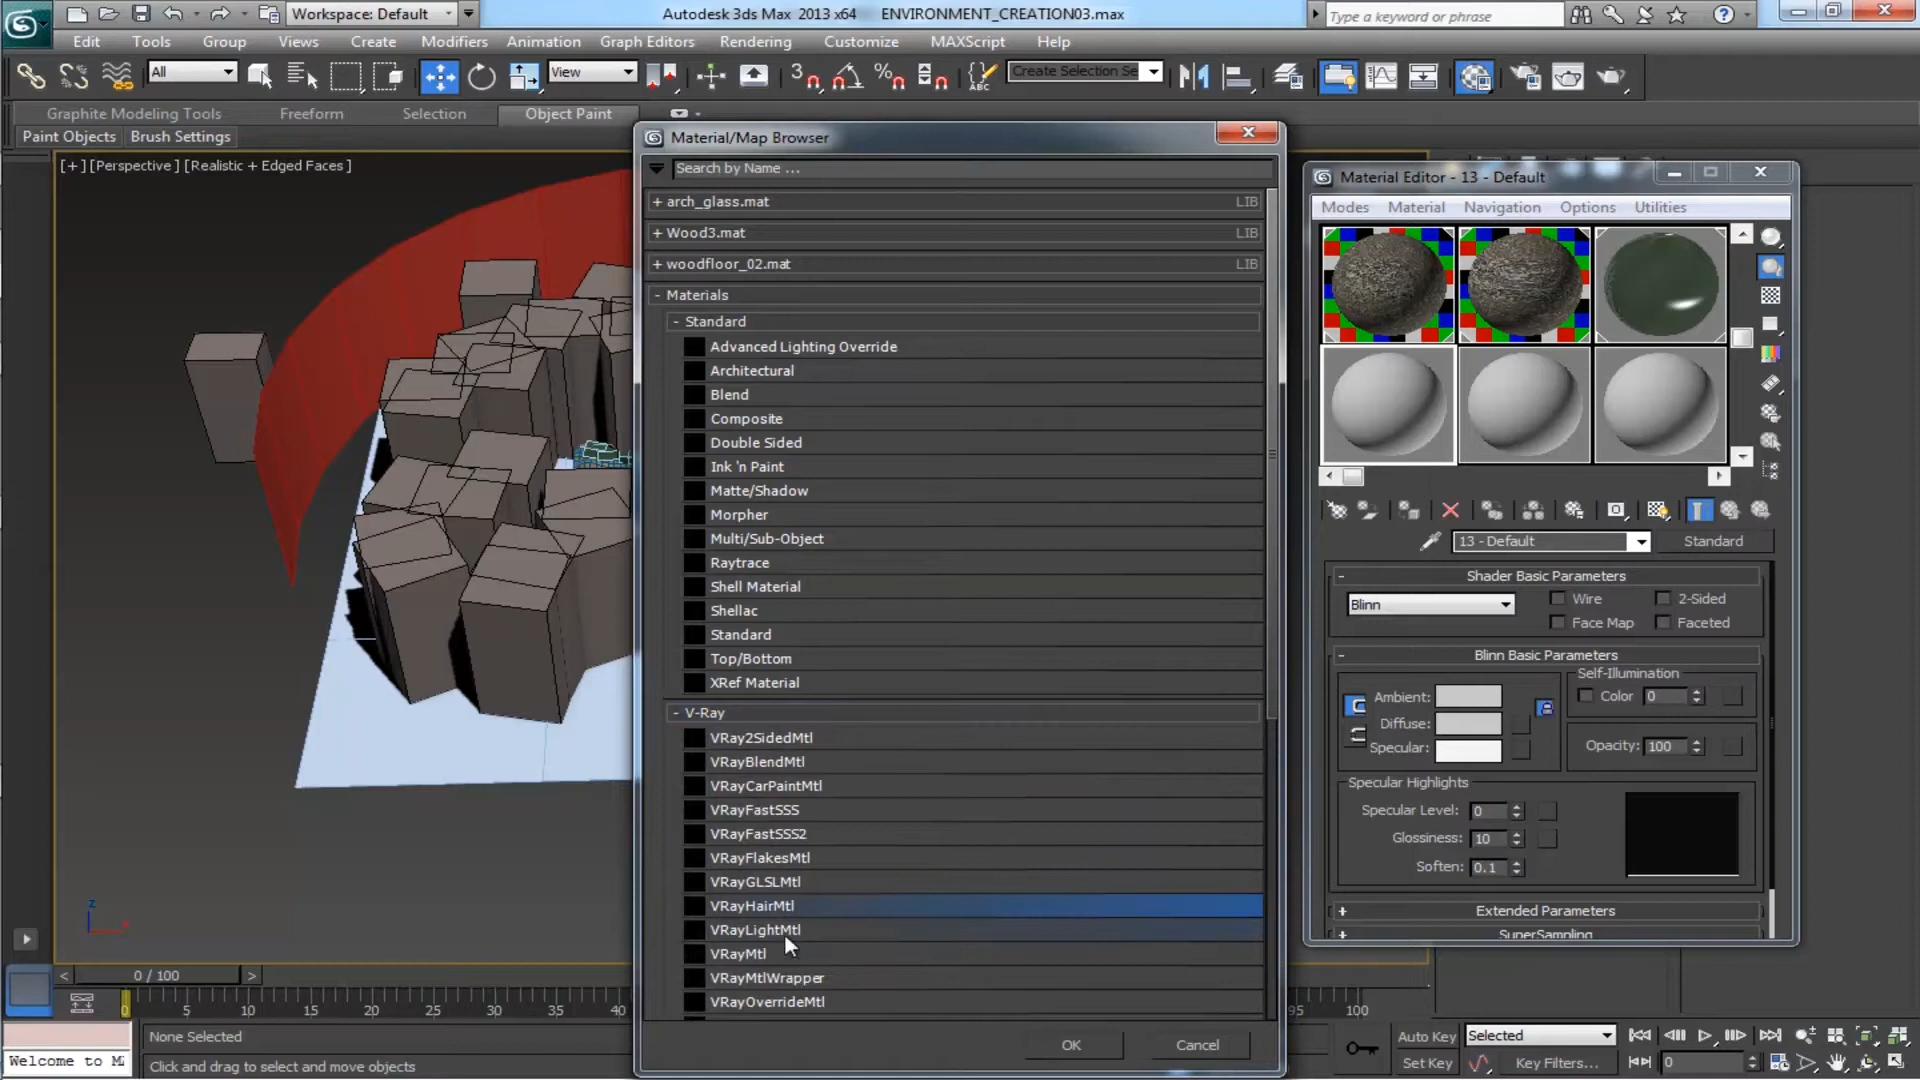 Workspace: Default
Autodesk 3ds Max 2013 x64 ENVIRONMENT_CREATION03.max
Type a keyword or phrase
Edit Tools Group Views Create Modifiers Animation Graph Editors Rendering Customize MAXScript Help
All
View
Create Selection Se
Graphite Modeling Tools Freeform Selection Object Paint
Paint Objects Brush Settings
[+] [Perspective] [Realistic + Edged Faces]
Material/Map Browser
Search by Name ...
+ arch_glass.mat LIB
+ Wood3.mat LIB
+ woodfloor_02.mat LIB
- Materials
- Standard
Advanced Lighting Override
Architectural
Blend
Composite
Double Sided
Ink 'n Paint
Matte/Shadow
Morpher
Multi/Sub-Object
Raytrace
Shell Material
Shellac
Standard
Top/Bottom
XRef Material
- V-Ray
VRay2SidedMtl
VRayBlendMtl
VRayCarPaintMtl
VRayFastSSS
VRayFastSSS2
VRayFlakesMtl
VRayGLSLMtl
VRayHairMtl
VRayLightMtl
VRayMtl
VRayMtlWrapper
VRayOverrideMtl
OK Cancel
Material Editor - 13 - Default
Modes Material Navigation Options Utilities
13 - Default Standard
- Shader Basic Parameters
Blinn Wire 2-Sided
Face Map Faceted
- Blinn Basic Parameters
Self-Illumination
Ambient: Color 0
Diffuse:
Specular: Opacity: 100
Specular Highlights
Specular Level: 0
Glossiness: 10
Soften: 0.1
+ Extended Parameters
+ SuperSampling
z
x
< 0 / 100 >
0 5 10 15 20 25 30 35 40 95 100
None Selected
Welcome to M
Click and drag to select and move objects
Auto Key Selected
Set Key Key Filters... 0